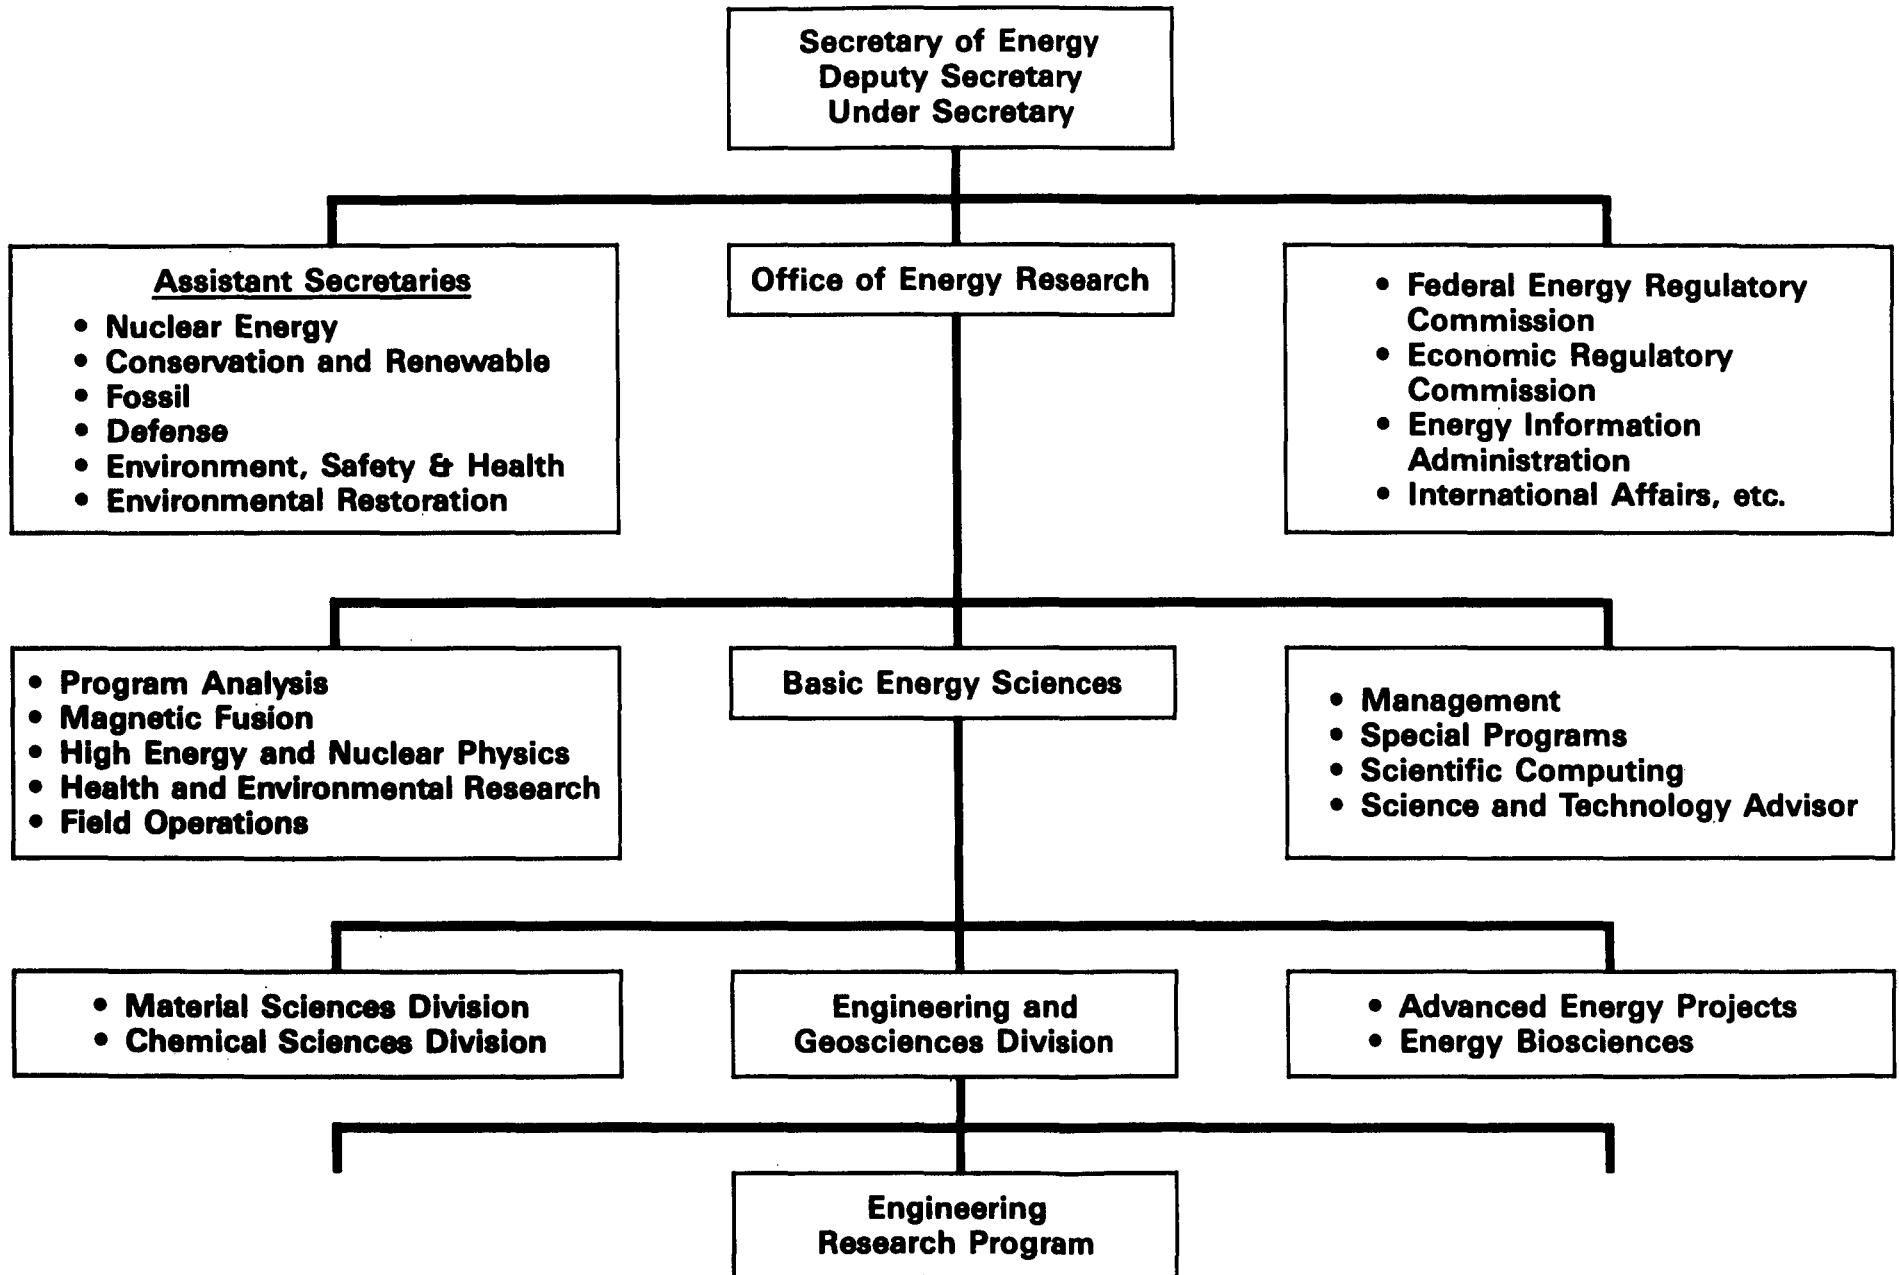 Secretary of Energy
Deputy Secretary
Under Secretary
Assistant Secretaries
• Nuclear Energy
• Conservation and Renewable
• Fossil
• Defense
• Environment, Safety & Health
• Environmental Restoration
Office of Energy Research
• Federal Energy Regulatory
Commission
• Economic Regulatory
Commission
• Energy Information
Administration
• International Affairs, etc.
• Program Analysis
• Magnetic Fusion
• High Energy and Nuclear Physics
• Health and Environmental Research
• Field Operations
Basic Energy Sciences
• Management
• Special Programs
• Scientific Computing
• Science and Technology Advisor
• Material Sciences Division
• Chemical Sciences Division
Engineering and
Geosciences Division
• Advanced Energy Projects
• Energy Biosciences
Engineering
Research Program